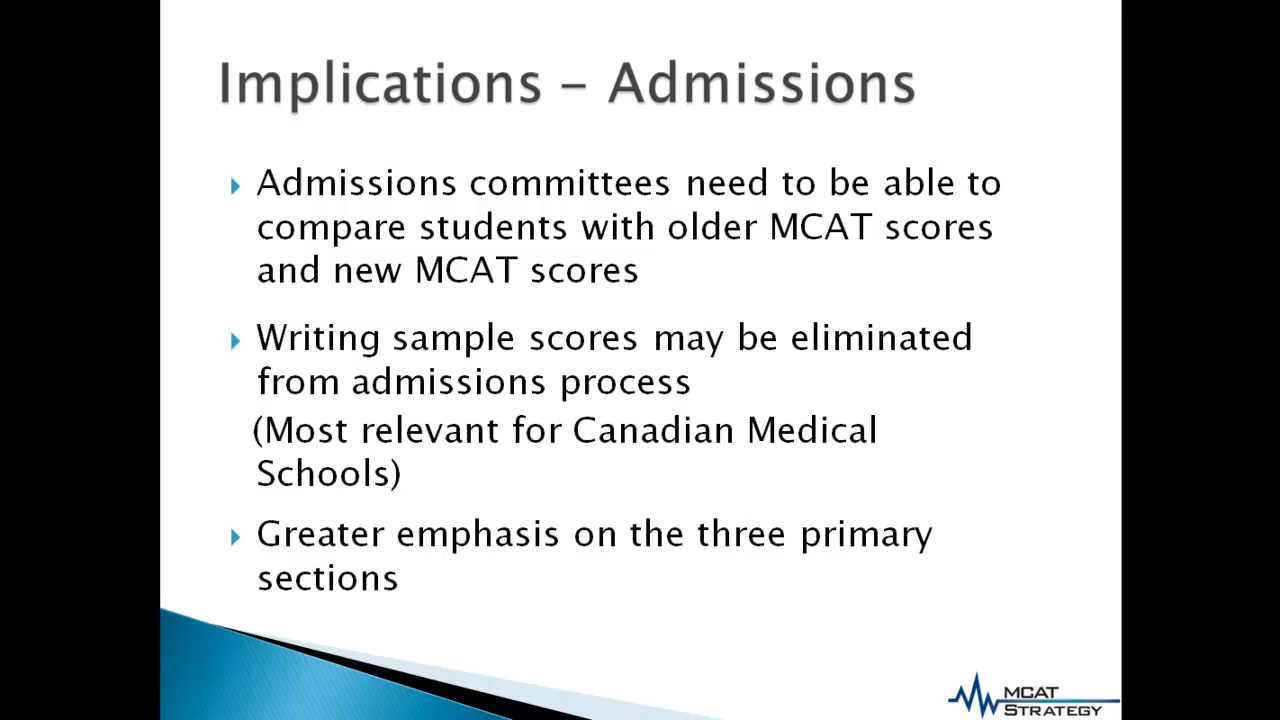 Implications - Admissions
Admissions committees need to be able to
compare students with older MCAT scores
and new MCAT scores
Writing sample scores may be eliminated
from admissions process
(Most relevant for Canadian Medical
Schools)
Greater emphasis on the three primary
sections
MCAT
STRATEGY